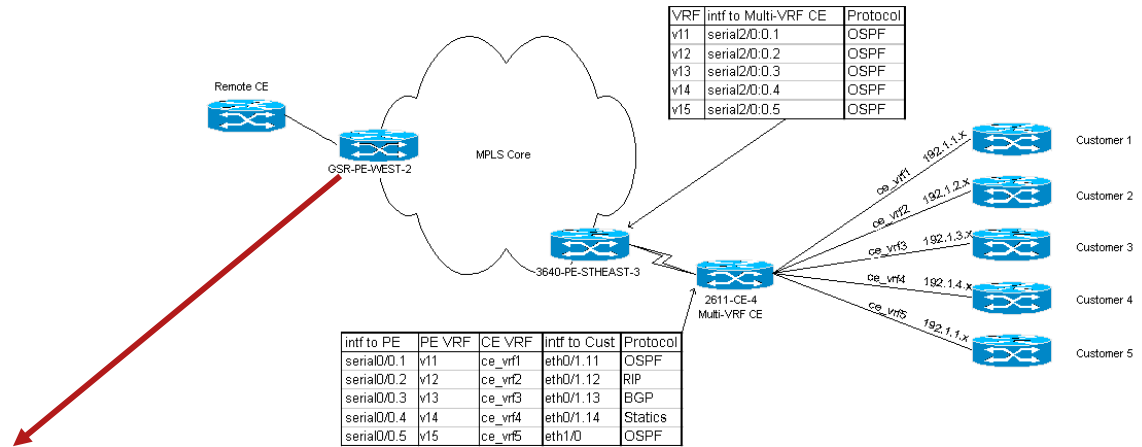 VRF intf to Multi-VRF CE Protocol
v11 serial2/0:0.1 OSPF
v12 serial2/0:0.2 OSPF
v13 serial2/0:0.3 OSPF
v14 serial2/0:0.4 OSPF
v15 serial2/0:0.5 OSPF
Remote CE
GSR-PE-WEST-2
MPLS Core
3640-PE-STHEAST-3
2611-CE-4
Multi-VRF CE
ce_vrf1 192.1.1.x
Customer 1
ce_vrf2 192.1.2.x
Customer 2
ce_vrf3 192.1.3.x
Customer 3
ce_vrf4 192.1.4.x
Customer 4
ce_vrf5 192.1.1.x
Customer 5
intf to PE PE VRF CE VRF intf to Cust Protocol
serial0/0.1 v11 ce_vrf1 eth0/1.11 OSPF
serial0/0.2 v12 ce_vrf2 eth0/1.12 RIP
serial0/0.3 v13 ce_vrf3 eth0/1.13 BGP
serial0/0.4 v14 ce_vrf4 eth0/1.14 Statics
serial0/0.5 v15 ce_vrf5 eth1/0 OSPF